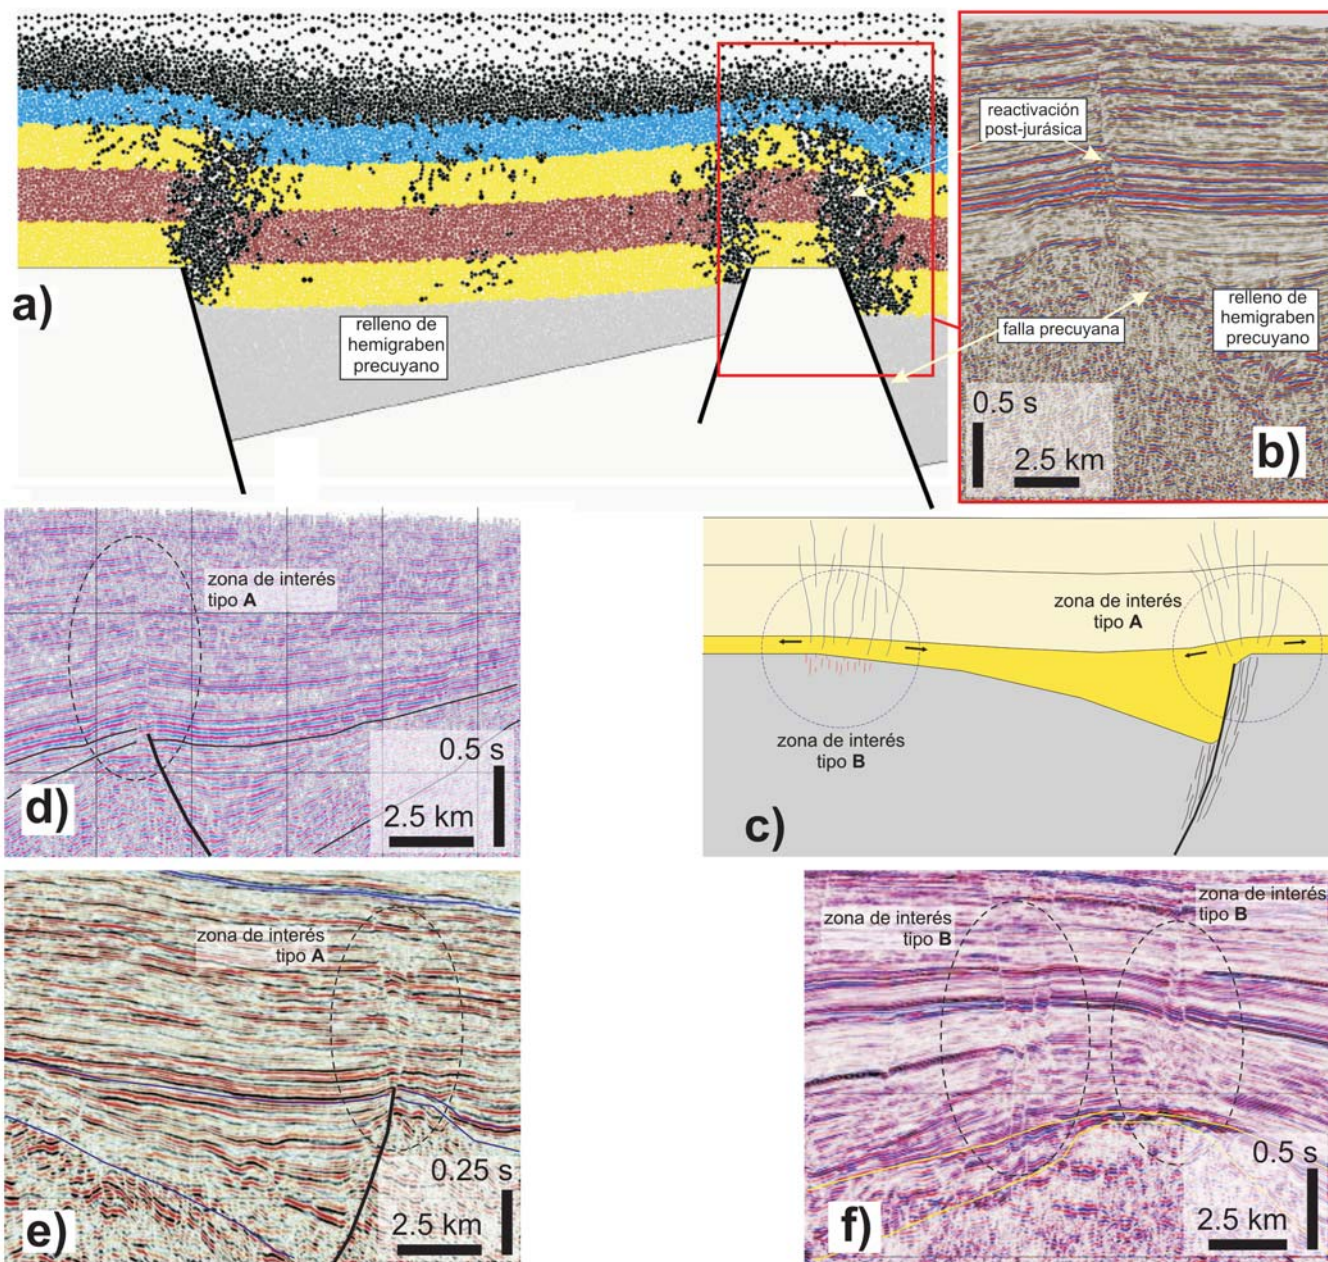 a)
relleno de
hemigraben
precuyano
reactivación
post-jurásica
falla precuyana
relleno de
hemigraben
precuyano
0.5 s
2.5 km
b)
zona de interés
tipo A
0.5 s
2.5 km
d)
zona de interés
tipo A
zona de interés
tipo B
c)
zona de interés
tipo A
0.25 s
2.5 km
e)
zona de interés
tipo B
zona de interés
tipo B
0.5 s
2.5 km
f)